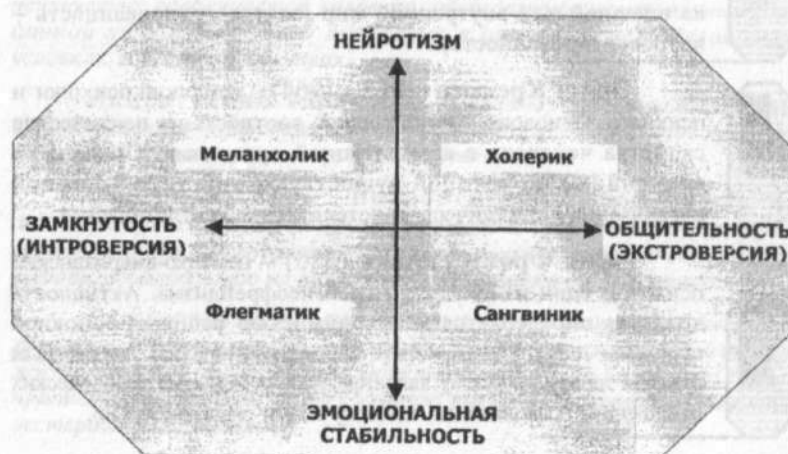 НЕЙРОТИЗМ
Меланхолик Холерик
ЗАМКНУТОСТЬ
(ИНТРОВЕРСИЯ)
ОБЩИТЕЛЬНОСТЬ
(ЭКСТРОВЕРСИЯ)
Флегматик Сангвиник
ЭМОЦИОНАЛЬНАЯ
СТАБИЛЬНОСТЬ